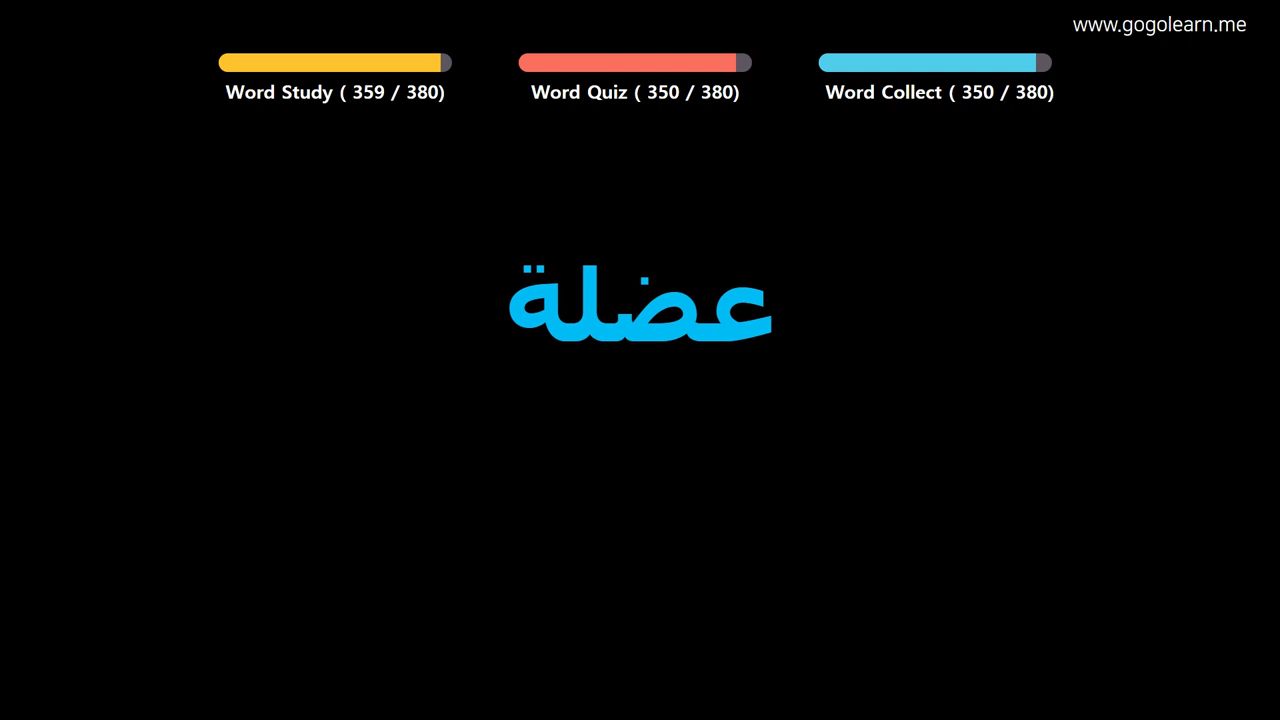 www.gogolearn.me
Word Study ( 359 / 380)
Word Quiz ( 350 / 380)
Word Collect ( 350 / 380)
عضلة